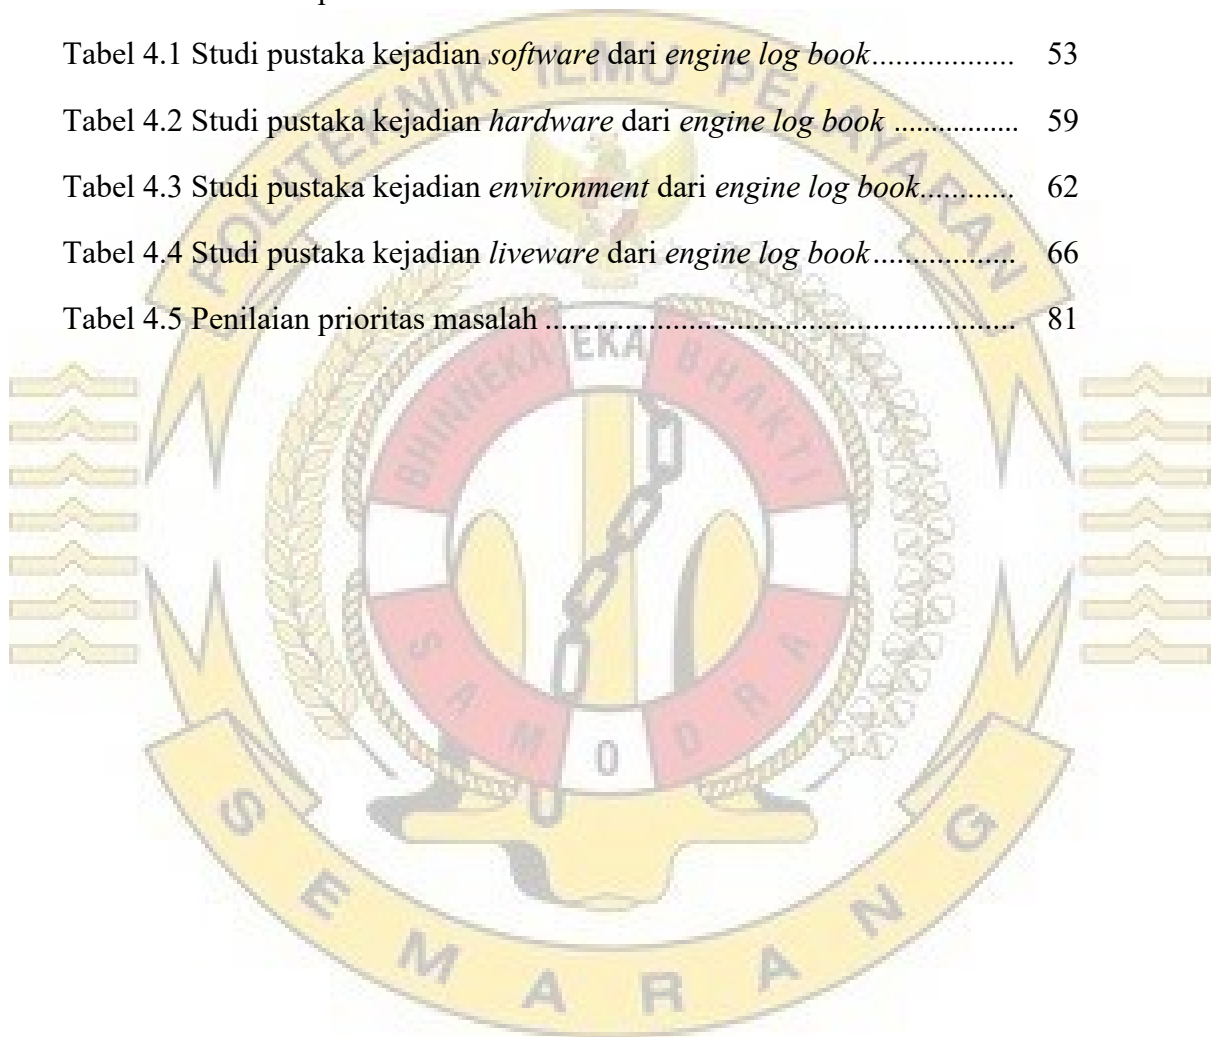 Tabel 4.1 Studi pustaka kejadian software dari engine log book.................. 53
Tabel 4.2 Studi pustaka kejadian hardware dari engine log book ................ 59
Tabel 4.3 Studi pustaka kejadian environment dari engine log book............ 62
Tabel 4.4 Studi pustaka kejadian liveware dari engine log book.................. 66
Tabel 4.5 Penilaian prioritas masalah ............................................................ 81
POLITEKNIK ILMU PELAYARAN
BHINNEKA EKA BHAKTI
SAMODRA
SEMARANG